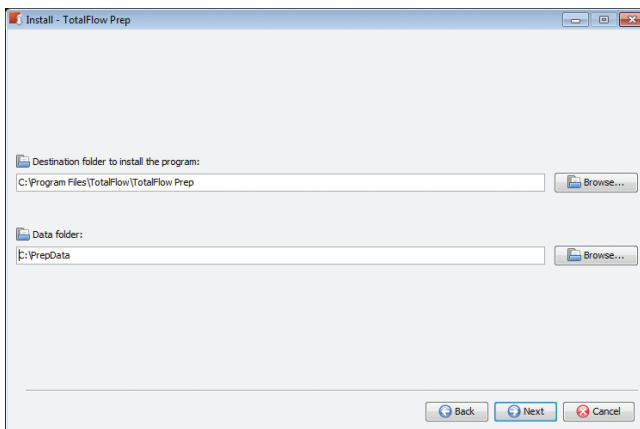 Install - TotalFlow Prep
Destination folder to install the program:
C:\Program Files\TotalFlow\TotalFlow Prep
Browse...
Data folder:
C:\PrepData
Browse...
Back
Next
Cancel